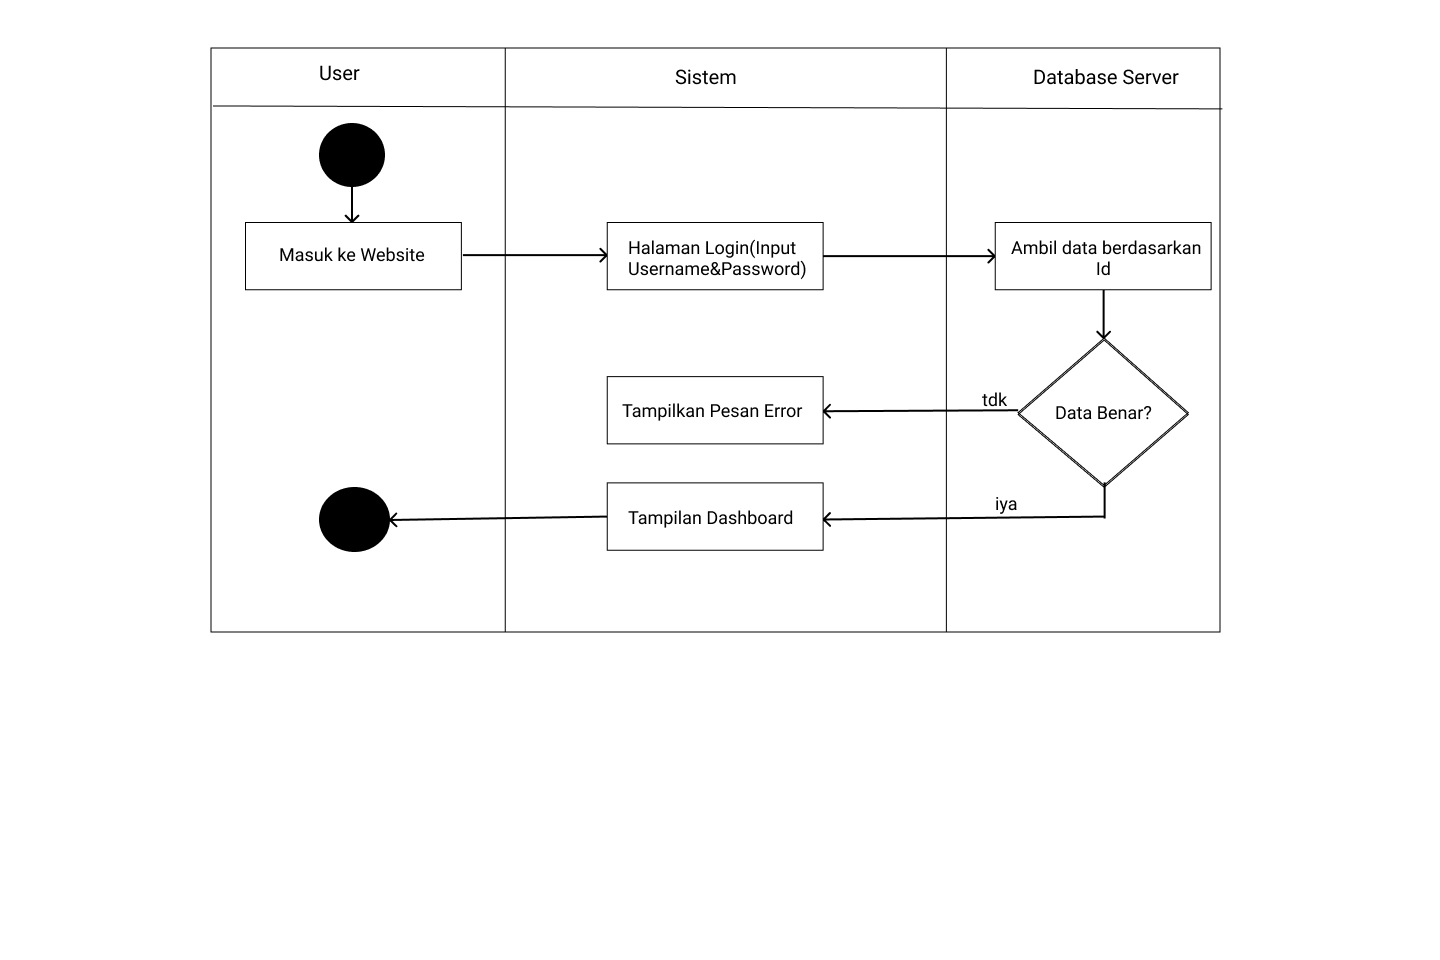 User
Sistem
Database Server
Masuk ke Website
Halaman Login(Input
Username&Password)
Ambil data berdasarkan
Id
tdk
Data Benar?
Tampilkan Pesan Error
iya
Tampilan Dashboard